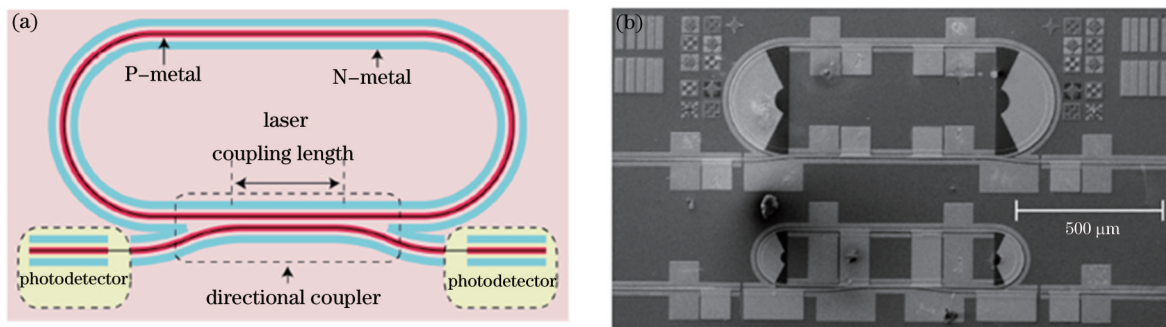 (a)
P-metal
N-metal
laser
coupling length
photodetector
photodetector
directional coupler
(b)
500 μm